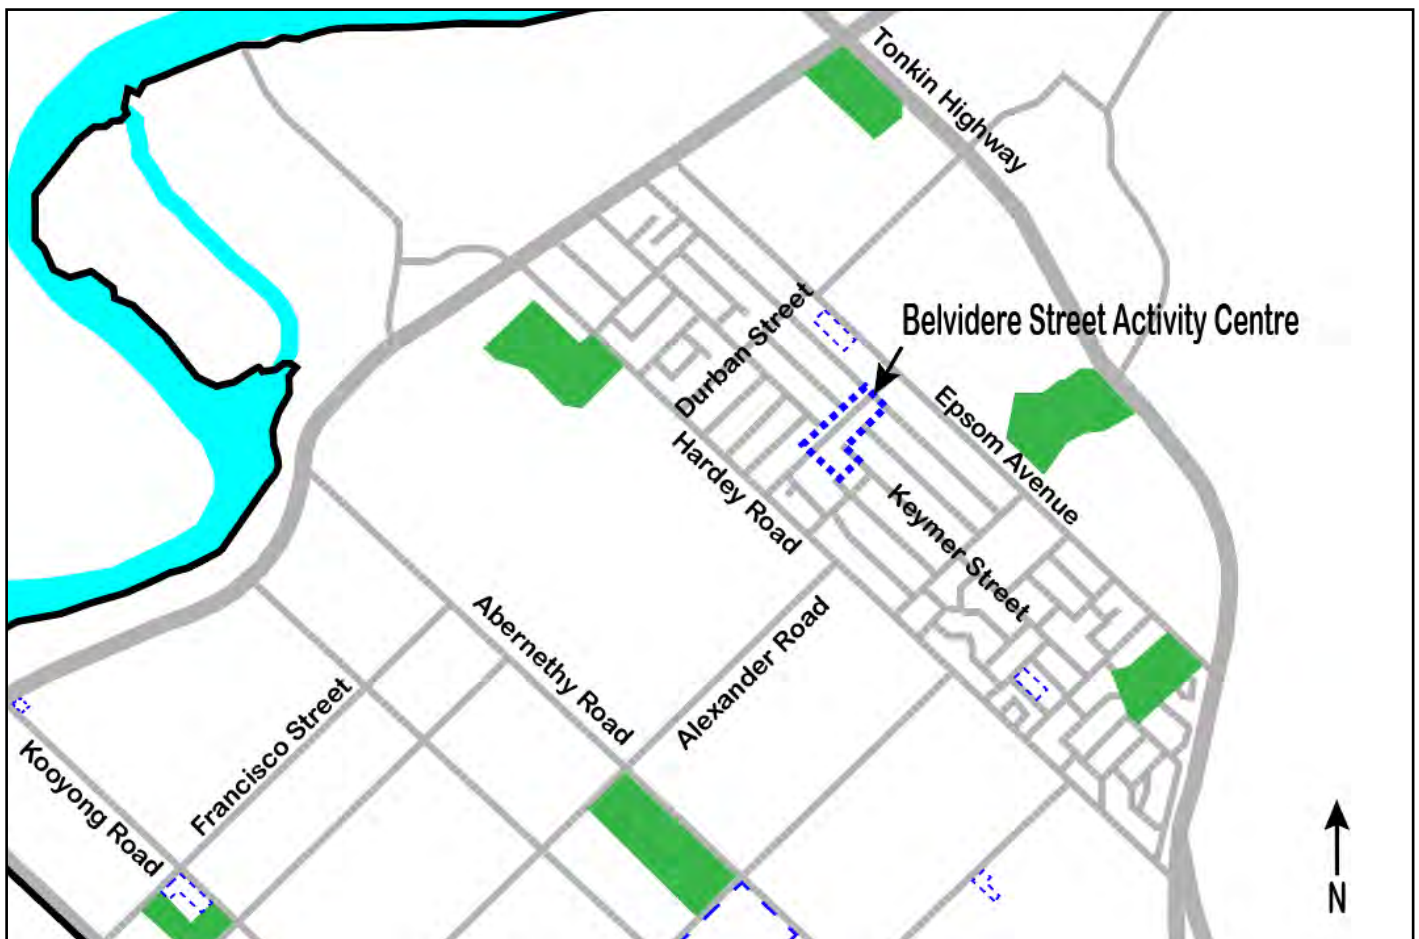 Tonkin Highway
Belvidere Street Activity Centre
Durban Street
Epsom Avenue
Hardey Road
Keymer Street
Abernethy Road
Alexander Road
Francisco Street
Kooyong Road
N